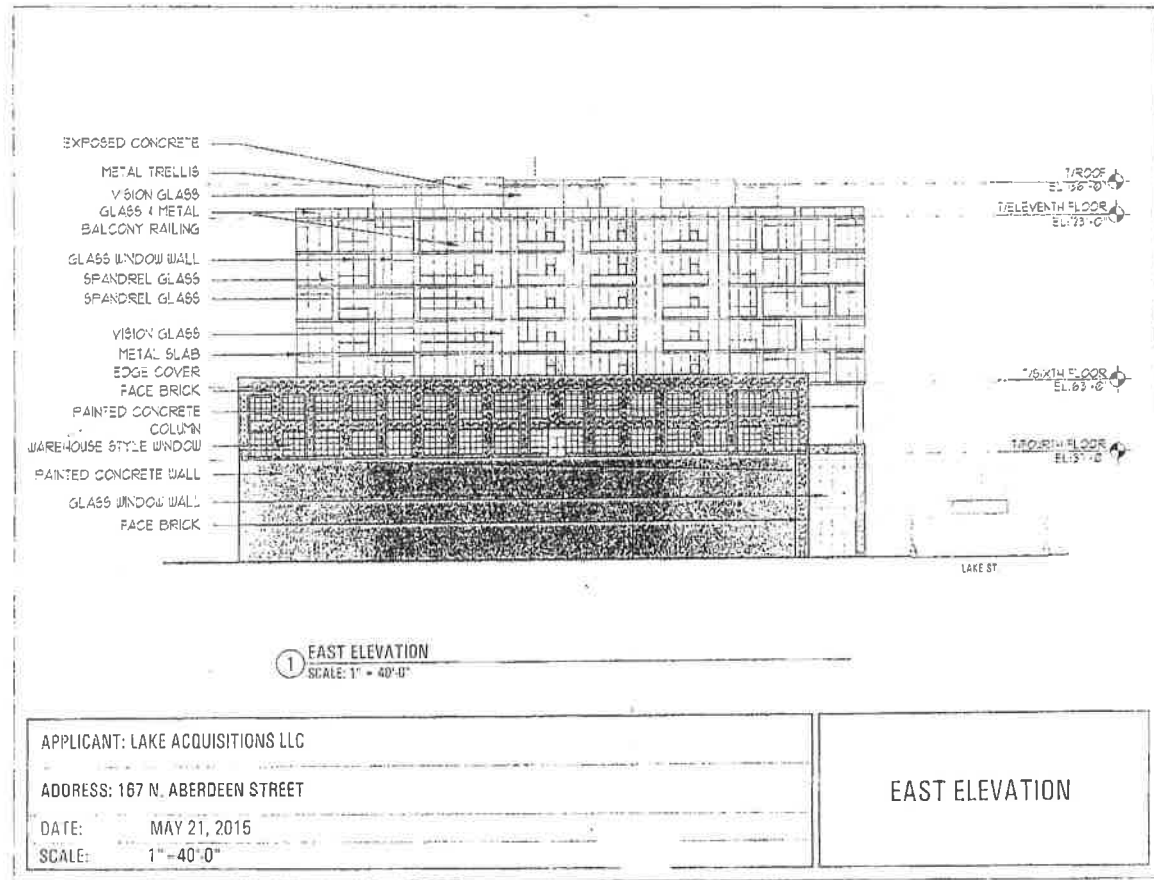 EXPOSED CONCRETE
METAL TRELLIS
VISION GLASS
GLASS & METAL
BALCONY RAILING
GLASS WINDOW WALL
SPANDREL GLASS
SPANDREL GLASS
VISION GLASS
METAL SLAB
EDGE COVER
FACE BRICK
PAINTED CONCRETE
COLUMN
WAREHOUSE STYLE WINDOW
PAINTED CONCRETE WALL
GLASS WINDOW WALL
FACE BRICK
T/ROOF
T/ELEVENTH FLOOR
T/SIXTH FLOOR
T/FOURTH FLOOR
LAKE ST
1 EAST ELEVATION
SCALE: 1" = 40'-0"
APPLICANT: LAKE ACQUISITIONS LLC
ADDRESS: 167 N. ABERDEEN STREET
DATE: MAY 21, 2015
SCALE: 1"=40'-0"
EAST ELEVATION